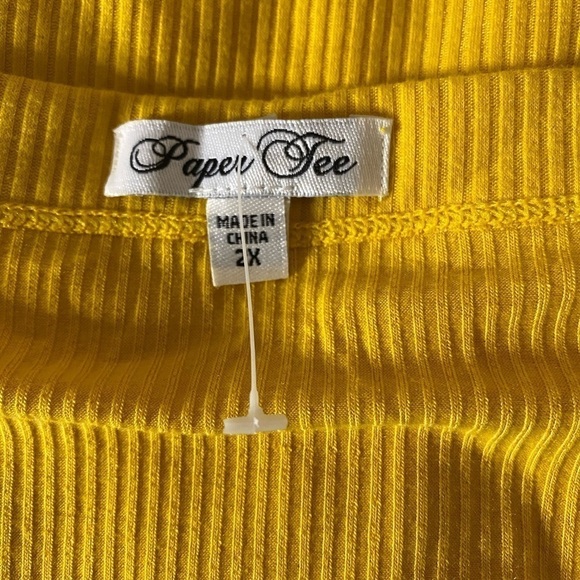 Paper Tee
MADE IN
CHINA
2X